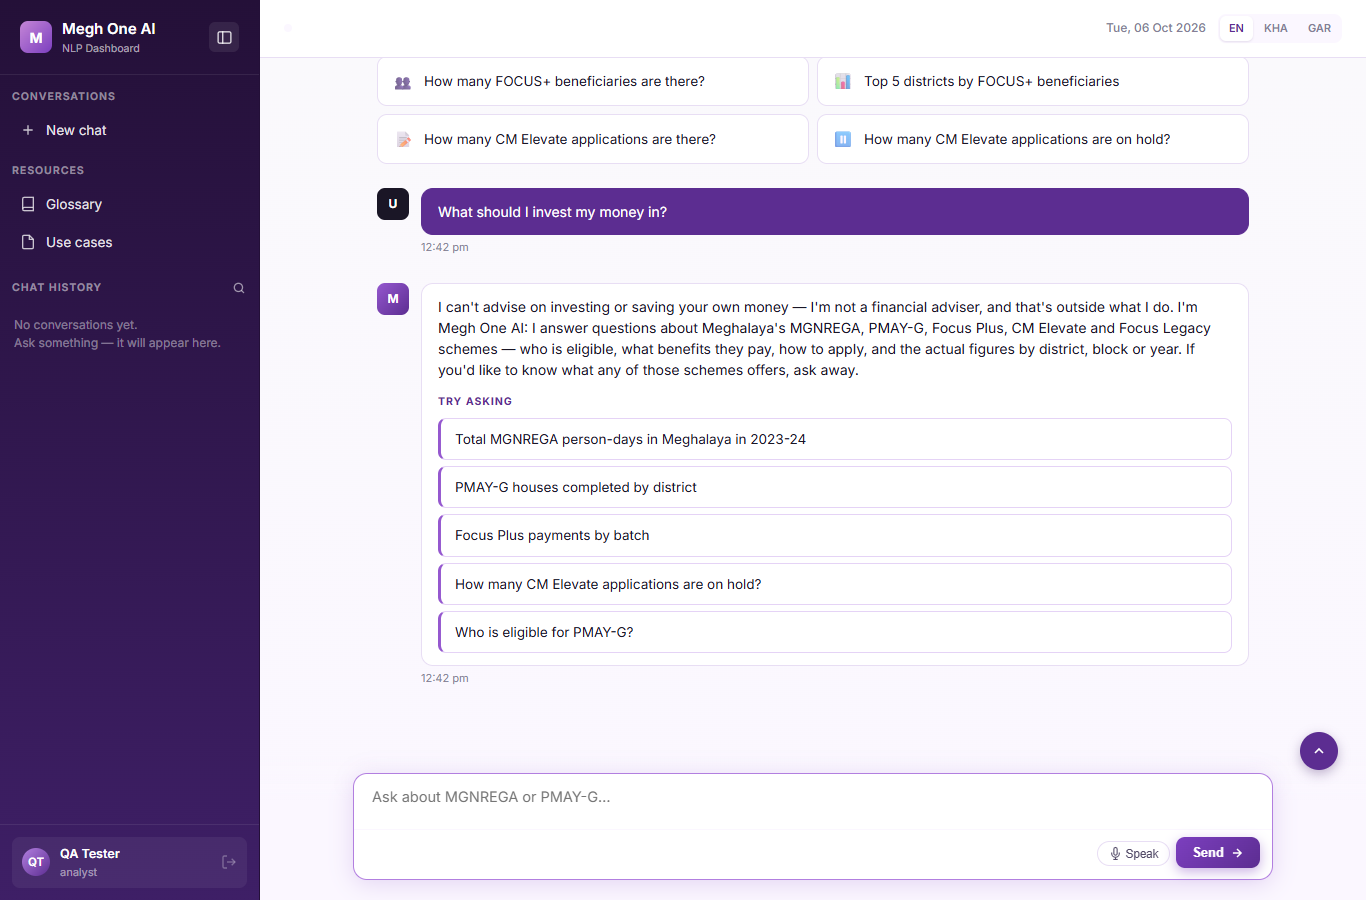 M
Megh One AI
NLP Dashboard
CONVERSATIONS
New chat
RESOURCES
Glossary
Use cases
CHAT HISTORY
No conversations yet.
Ask something — it will appear here.
QT
QA Tester
analyst
Tue, 06 Oct 2026
EN
KHA
GAR
How many FOCUS+ beneficiaries are there?
Top 5 districts by FOCUS+ beneficiaries
How many CM Elevate applications are there?
How many CM Elevate applications are on hold?
U
What should I invest my money in?
12:42 pm
M
I can't advise on investing or saving your own money — I'm not a financial adviser, and that's outside what I do. I'm
Megh One AI: I answer questions about Meghalaya's MGNREGA, PMAY-G, Focus Plus, CM Elevate and Focus Legacy
schemes — who is eligible, what benefits they pay, how to apply, and the actual figures by district, block or year. If
you'd like to know what any of those schemes offers, ask away.
TRY ASKING
Total MGNREGA person-days in Meghalaya in 2023-24
PMAY-G houses completed by district
Focus Plus payments by batch
How many CM Elevate applications are on hold?
Who is eligible for PMAY-G?
12:42 pm
Ask about MGNREGA or PMAY-G...
Speak
Send